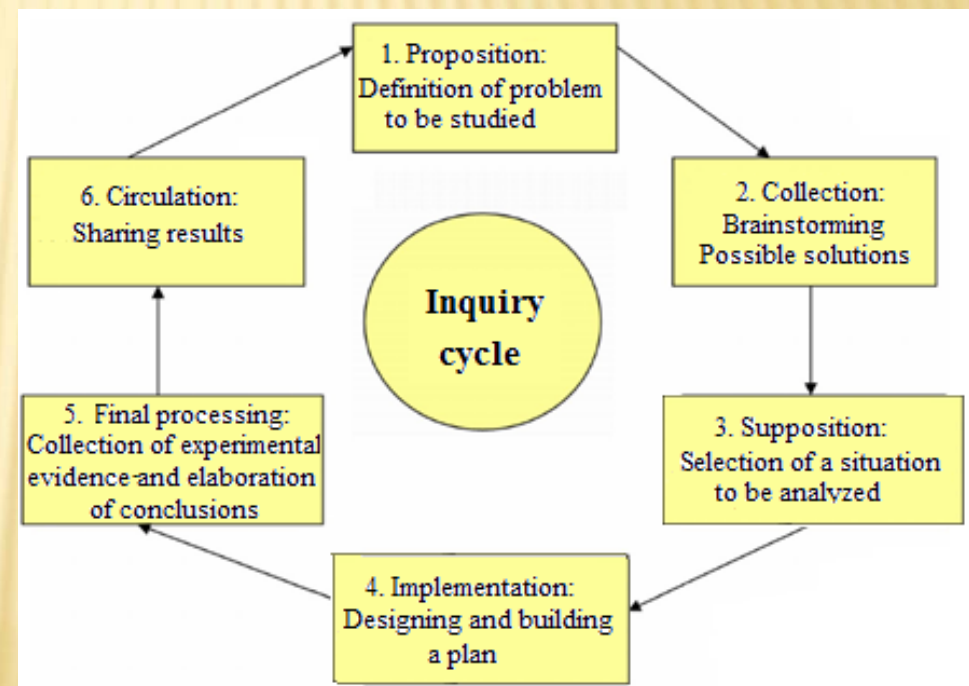 1. Proposition:
Definition of problem
to be studied
2. Collection:
Brainstorming
Possible solutions
3. Supposition:
Selection of a situation
to be analyzed
4. Implementation:
Designing and building
a plan
5. Final processing:
Collection of experimental
evidence-and elaboration
of conclusions
6. Circulation:
Sharing results
Inquiry
cycle